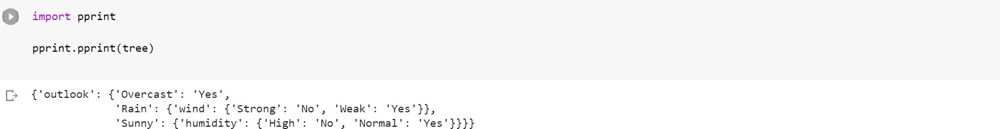 import pprint
pprint.pprint(tree)
{'outlook': {'Overcast': 'Yes',
'Rain': {'wind': {'Strong': 'No', 'Weak': 'Yes'}},
'Sunny': {'humidity': {'High': 'No', 'Normal': 'Yes'}}}}